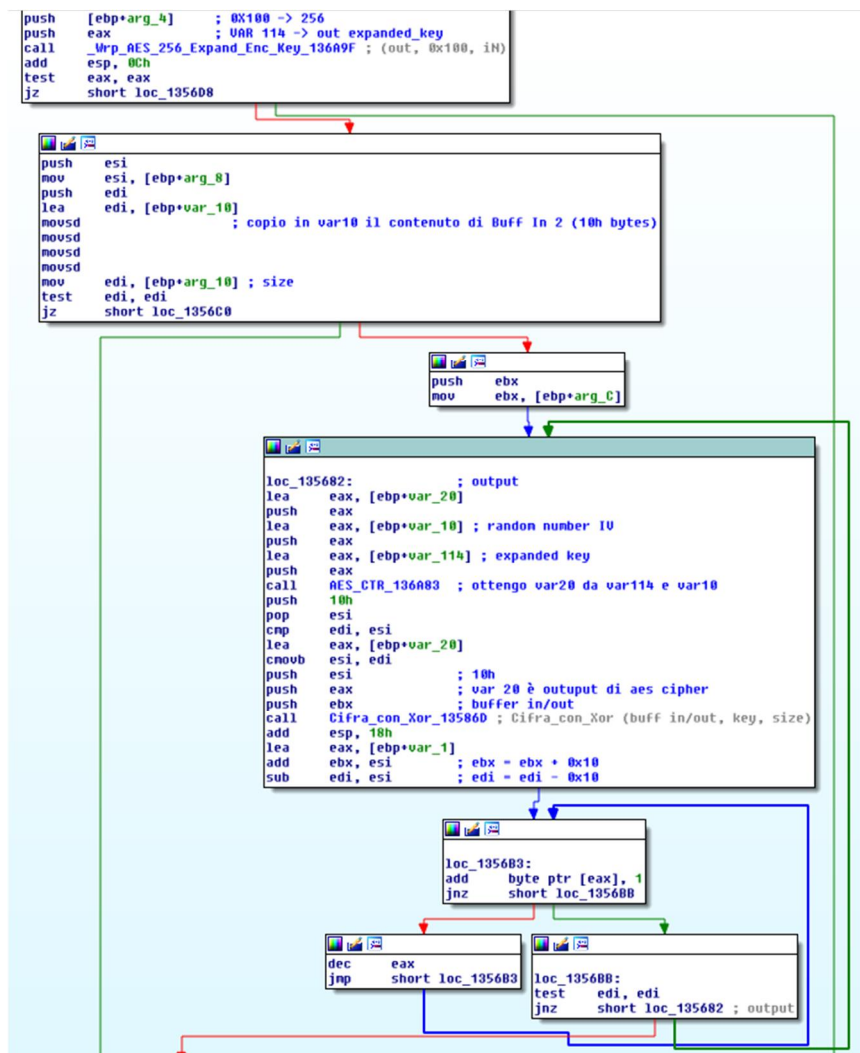 push [ebp+arg_4] ; 0X100 -> 256
push eax ; VAR 114 -> out expanded_key
call _Wrp_AES_256_Expand_Enc_Key_136A9F ; (out, 0x100, iN)
add esp, 0Ch
test eax, eax
jz short loc_1356D8
push esi
mov esi, [ebp+arg_8]
push edi
lea edi, [ebp+var_10]
movsd ; copio in var10 il contenuto di Buff In 2 (10h bytes)
movsd
movsd
movsd
mov edi, [ebp+arg_10] ; size
test edi, edi
jz short loc_1356C0
push ebx
mov ebx, [ebp+arg_C]
loc_135682: ; output
lea eax, [ebp+var_20]
push eax
lea eax, [ebp+var_10] ; random number IV
push eax
lea eax, [ebp+var_114] ; expanded key
push eax
call AES_CTR_136A83 ; ottengo var20 da var114 e var10
push 10h
pop esi
cmp edi, esi
lea eax, [ebp+var_20]
cmovb esi, edi
push esi ; 10h
push eax ; var 20 è outuput di aes cipher
push ebx ; buffer in/out
call Cifra_con_Xor_13586D ; Cifra_con_Xor (buff in/out, key, size)
add esp, 18h
lea eax, [ebp+var_1]
add ebx, esi ; ebx = ebx + 0x10
sub edi, esi ; edi = edi - 0x10
loc_1356B3:
add byte ptr [eax], 1
jnz short loc_1356BB
dec eax
jmp short loc_1356B3
loc_1356BB:
test edi, edi
jnz short loc_135682 ; output